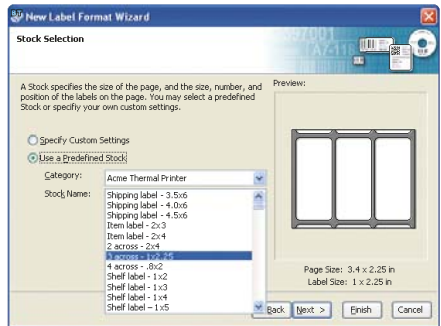 New Label Format Wizard
Stock Selection
A Stock specifies the size of the page, and the size, number, and
position of the labels on the page. You may select a predefined
Stock or specifiy your own custom settings.
Preview:
Specify Custom Settings
Use a Predefined Stock
Category:
Acme Thermal Printer
Stock Name:
Shipping label - 3.5x6
Shipping label - 4.0x6
Shipping label - 4.5x6
Item label - 2x3
Item label - 2x4
2 across - 2x4
3 across - 1x2.25
4 across - .8x2
Shelf label - 1x2
Shelf label - 1x3
Shelf label - 1x4
Shelf label - 1x5
Page Size: 3.4 x 2.25 in
Label Size: 1 x 2.25 in
Back
Next >
Finish
Cancel